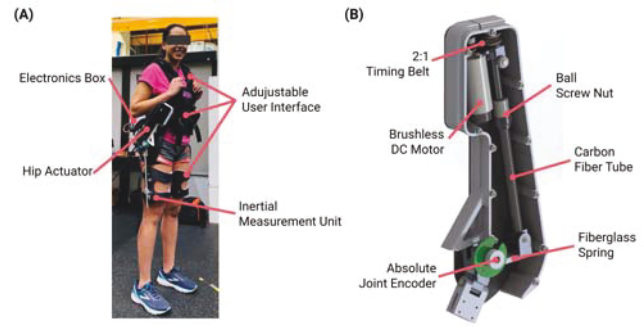 (A)
Electronics Box
Hip Actuator
Adujustable
User Interface
Inertial
Measurement Unit
(B)
2:1
Timing Belt
Ball
Screw Nut
Brushless
DC Motor
Carbon
Fiber Tube
Fiberglass
Spring
Absolute
Joint Encoder